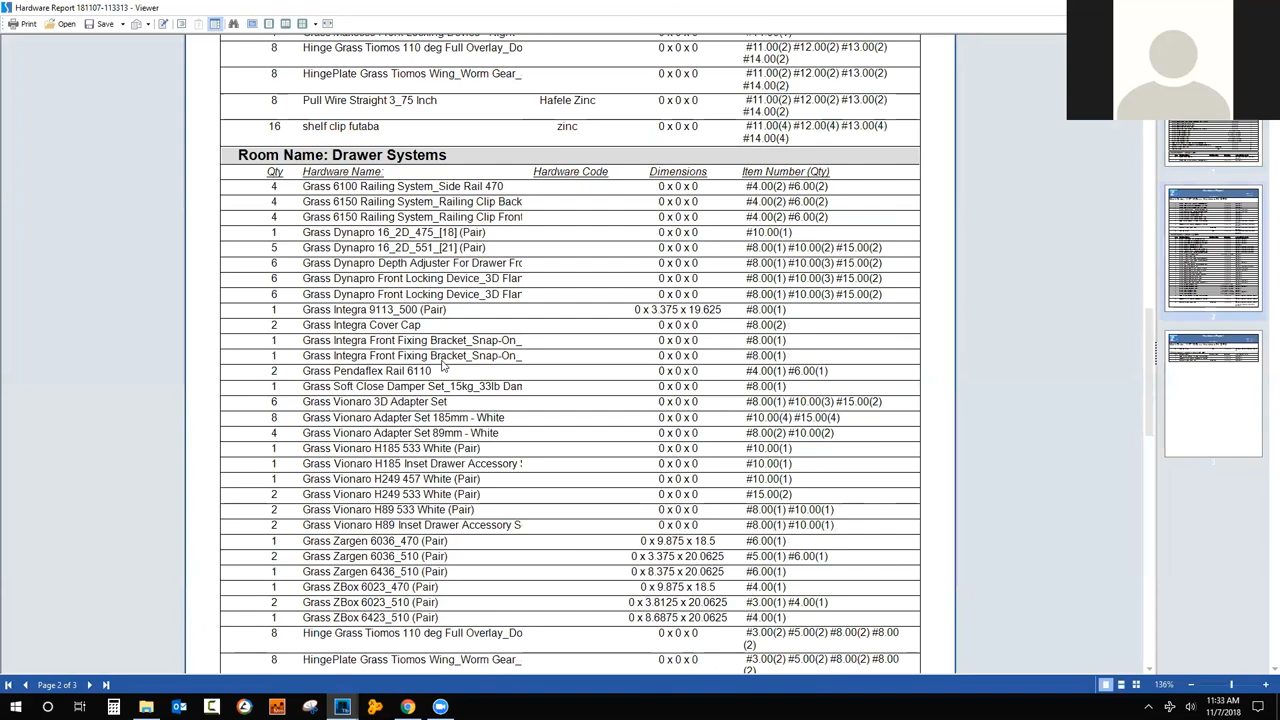 Hardware Report 181107-113313 - Viewer
Print Open Save
#14.00(1)
8 Hinge Grass Tiomos 110 deg Full Overlay_Do 0 x 0 x 0 #11.00(2) #12.00(2) #13.00(2)
#14.00(2)
8 HingePlate Grass Tiomos Wing_Worm Gear_ 0 x 0 x 0 #11.00(2) #12.00(2) #13.00(2)
#14.00(2)
8 Pull Wire Straight 3_75 Inch Hafele Zinc 0 x 0 x 0 #11.00(2) #12.00(2) #13.00(2)
#14.00(2)
16 shelf clip futaba zinc 0 x 0 x 0 #11.00(4) #12.00(4) #13.00(4)
#14.00(4)
Room Name: Drawer Systems
Qty Hardware Name: Hardware Code Dimensions Item Number (Qty)
4 Grass 6100 Railing System_Side Rail 470 0 x 0 x 0 #4.00(2) #6.00(2)
4 Grass 6150 Railing System_Railing Clip Back 0 x 0 x 0 #4.00(2) #6.00(2)
4 Grass 6150 Railing System_Railing Clip Front 0 x 0 x 0 #4.00(2) #6.00(2)
1 Grass Dynapro 16_2D_475_[18] (Pair) 0 x 0 x 0 #10.00(1)
5 Grass Dynapro 16_2D_551_[21] (Pair) 0 x 0 x 0 #8.00(1) #10.00(2) #15.00(2)
6 Grass Dynapro Depth Adjuster For Drawer Frc 0 x 0 x 0 #8.00(1) #10.00(3) #15.00(2)
6 Grass Dynapro Front Locking Device_3D Flar 0 x 0 x 0 #8.00(1) #10.00(3) #15.00(2)
6 Grass Dynapro Front Locking Device_3D Flar 0 x 0 x 0 #8.00(1) #10.00(3) #15.00(2)
1 Grass Integra 9113_500 (Pair) 0 x 3.375 x 19.625 #8.00(1)
2 Grass Integra Cover Cap 0 x 0 x 0 #8.00(2)
1 Grass Integra Front Fixing Bracket_Snap-On_ 0 x 0 x 0 #8.00(1)
1 Grass Integra Front Fixing Bracket_Snap-On_ 0 x 0 x 0 #8.00(1)
2 Grass Pendaflex Rail 6110 0 x 0 x 0 #4.00(1) #6.00(1)
1 Grass Soft Close Damper Set_15kg_33lb Dam 0 x 0 x 0 #8.00(1)
6 Grass Vionaro 3D Adapter Set 0 x 0 x 0 #8.00(1) #10.00(3) #15.00(2)
8 Grass Vionaro Adapter Set 185mm - White 0 x 0 x 0 #10.00(4) #15.00(4)
4 Grass Vionaro Adapter Set 89mm - White 0 x 0 x 0 #8.00(2) #10.00(2)
1 Grass Vionaro H185 533 White (Pair) 0 x 0 x 0 #10.00(1)
1 Grass Vionaro H185 Inset Drawer Accessory S 0 x 0 x 0 #10.00(1)
1 Grass Vionaro H249 457 White (Pair) 0 x 0 x 0 #10.00(1)
2 Grass Vionaro H249 533 White (Pair) 0 x 0 x 0 #15.00(2)
2 Grass Vionaro H89 533 White (Pair) 0 x 0 x 0 #8.00(1) #10.00(1)
2 Grass Vionaro H89 Inset Drawer Accessory S 0 x 0 x 0 #8.00(1) #10.00(1)
1 Grass Zargen 6036_470 (Pair) 0 x 9.875 x 18.5 #6.00(1)
2 Grass Zargen 6036_510 (Pair) 0 x 3.375 x 20.0625 #5.00(1) #6.00(1)
1 Grass Zargen 6436_510 (Pair) 0 x 8.375 x 20.0625 #6.00(1)
1 Grass ZBox 6023_470 (Pair) 0 x 9.875 x 18.5 #4.00(1)
2 Grass ZBox 6023_510 (Pair) 0 x 3.8125 x 20.0625 #3.00(1) #4.00(1)
1 Grass ZBox 6423_510 (Pair) 0 x 8.6875 x 20.0625 #4.00(1)
8 Hinge Grass Tiomos 110 deg Full Overlay_Do 0 x 0 x 0 #3.00(2) #5.00(2) #8.00(2) #8.00
(2)
8 HingePlate Grass Tiomos Wing_Worm Gear_ 0 x 0 x 0 #3.00(2) #5.00(2) #8.00(2) #8.00
(2)
Page 2 of 3 136%
11:33 AM
11/7/2018